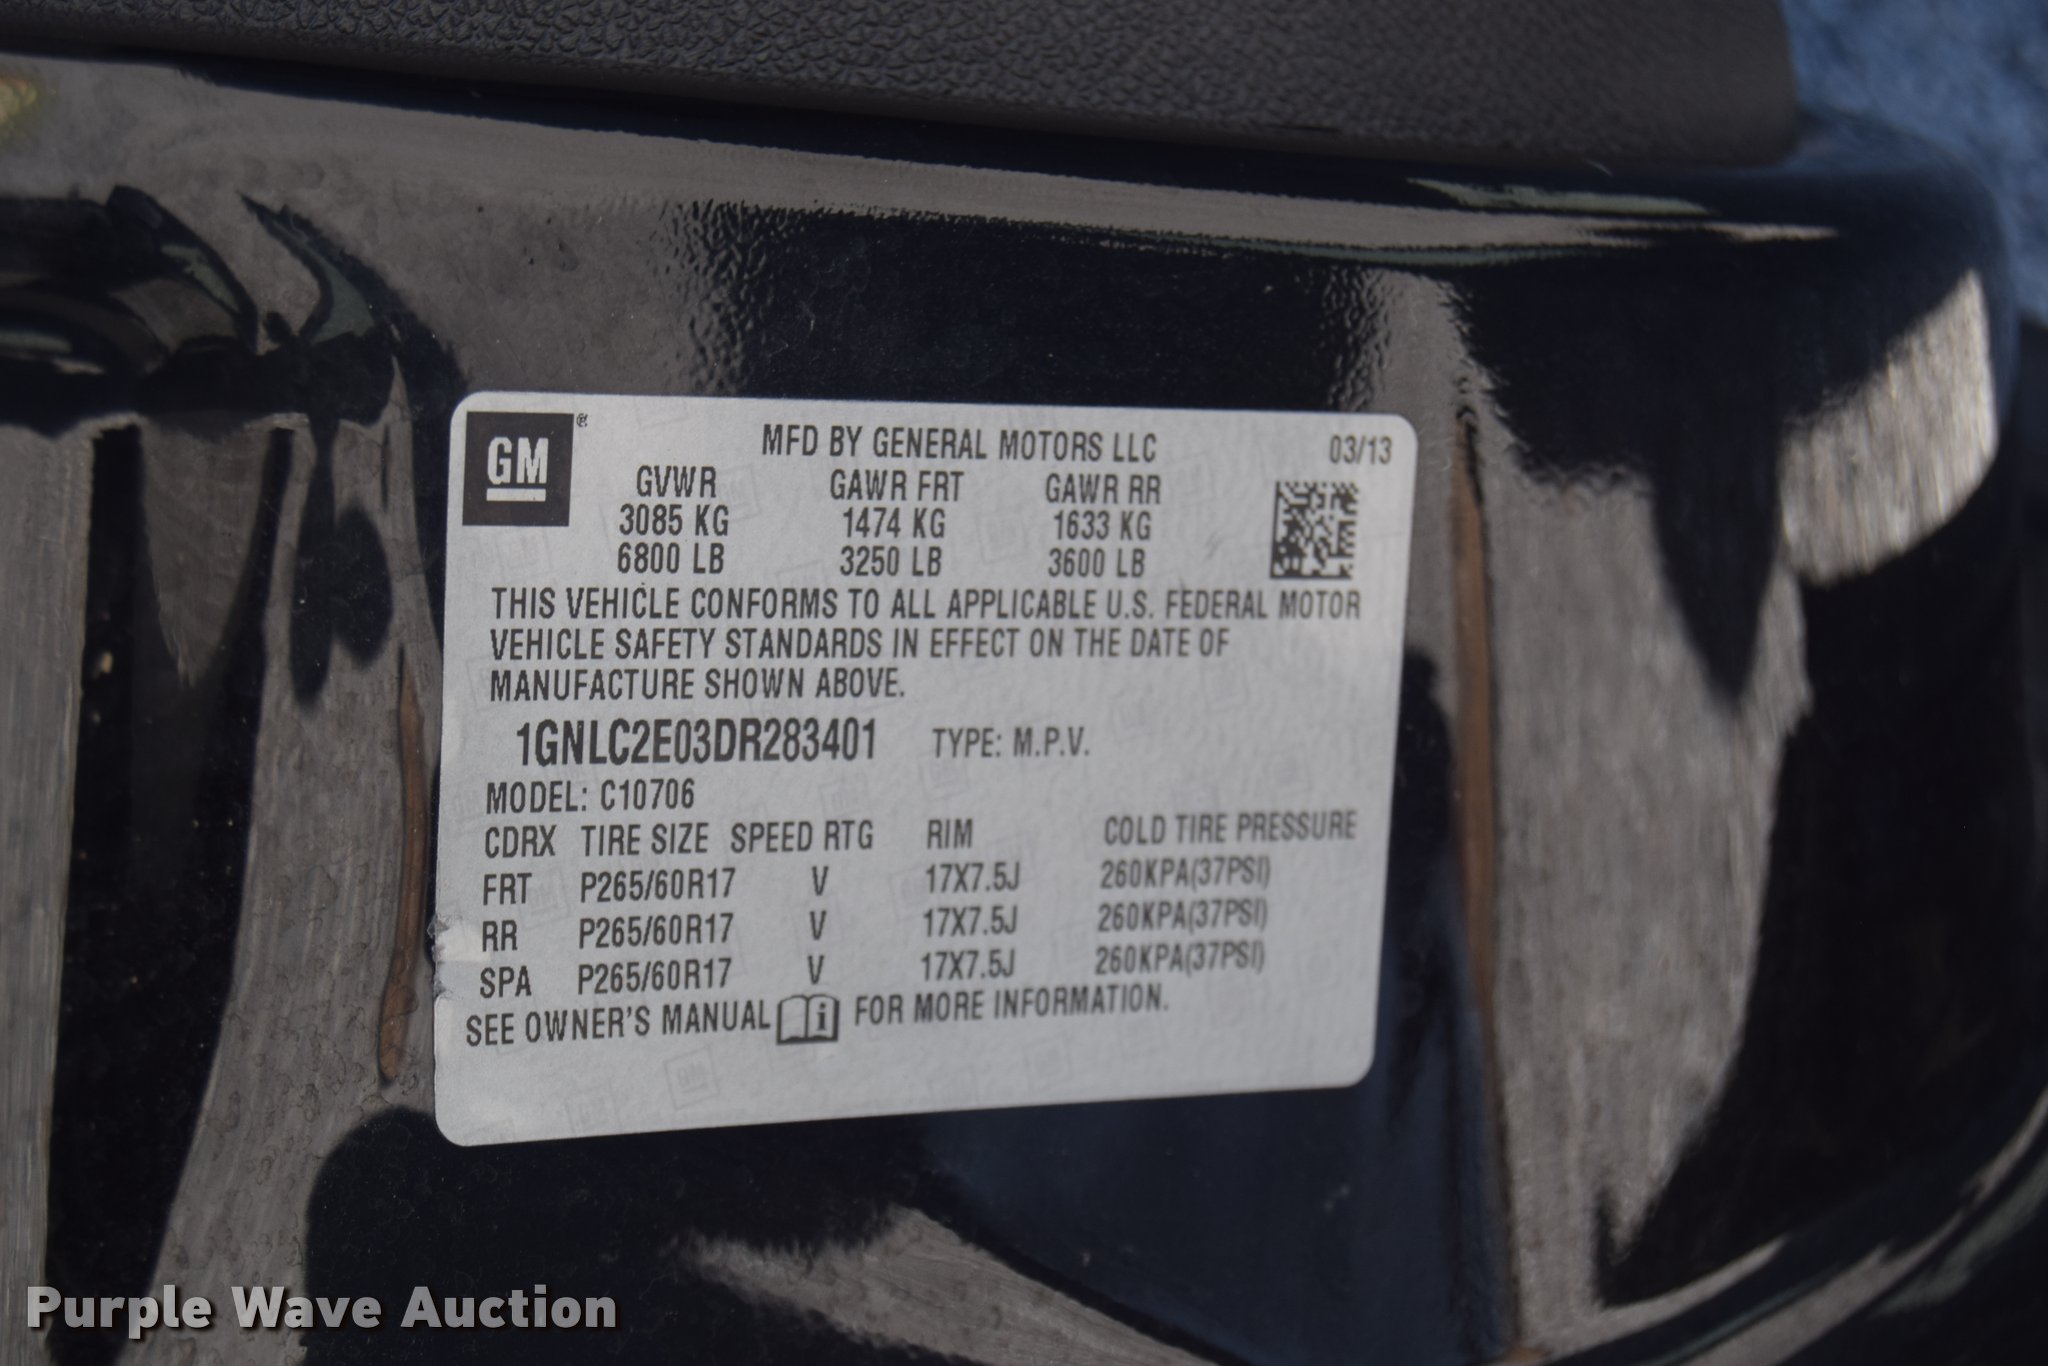 GM
MFD BY GENERAL MOTORS LLC 03/13
GVWR GAWR FRT GAWR RR
3085 KG 1474 KG 1633 KG
6800 LB 3250 LB 3600 LB
THIS VEHICLE CONFORMS TO ALL APPLICABLE U.S. FEDERAL MOTOR
VEHICLE SAFETY STANDARDS IN EFFECT ON THE DATE OF
MANUFACTURE SHOWN ABOVE.
1GNLC2E03DR283401 TYPE: M.P.V.
MODEL: C10706
CDRX TIRE SIZE SPEED RTG RIM COLD TIRE PRESSURE
FRT P265/60R17 V 17X7.5J 260KPA(37PSI)
RR P265/60R17 V 17X7.5J 260KPA(37PSI)
SPA P265/60R17 V 17X7.5J 260KPA(37PSI)
SEE OWNER'S MANUAL i FOR MORE INFORMATION.
Purple Wave Auction